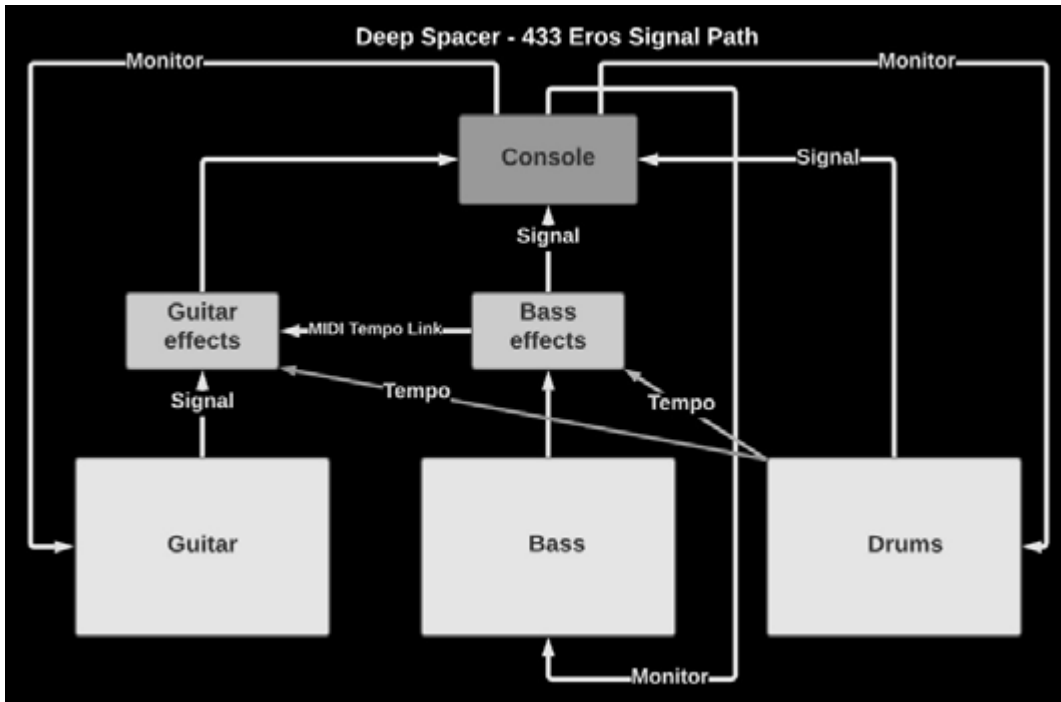 Deep Spacer - 433 Eros Signal Path
Monitor
Monitor
Console
Signal
Signal
Guitar
effects
MIDI Tempo Link
Bass
effects
Signal
Tempo
Tempo
Guitar
Bass
Drums
Monitor